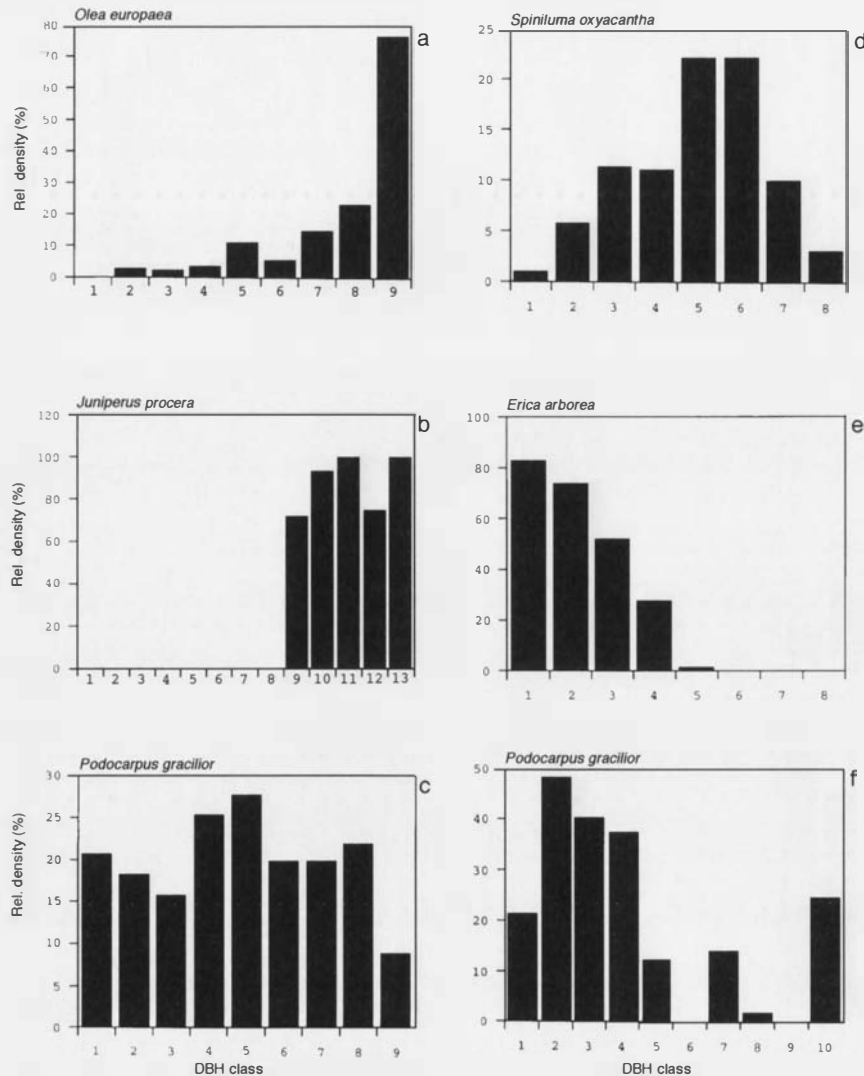 Olea europaea
a
Rel. density (%)
80
70
60
50
40
30
20
10
0
1 2 3 4 5 6 7 8 9
Spiniluma oxyacantha
d
25
20
15
10
5
0
1 2 3 4 5 6 7 8
Juniperus procera
b
Rel. density (%)
120
100
80
60
40
20
0
1 2 3 4 5 6 7 8 9 10 11 12 13
Erica arborea
e
100
80
60
40
20
0
1 2 3 4 5 6 7 8
Podocarpus gracilior
c
Rel. density (%)
30
25
20
15
10
5
0
1 2 3 4 5 6 7 8 9
DBH class
Podocarpus gracilior
f
50
40
30
20
10
0
1 2 3 4 5 6 7 8 9 10
DBH class